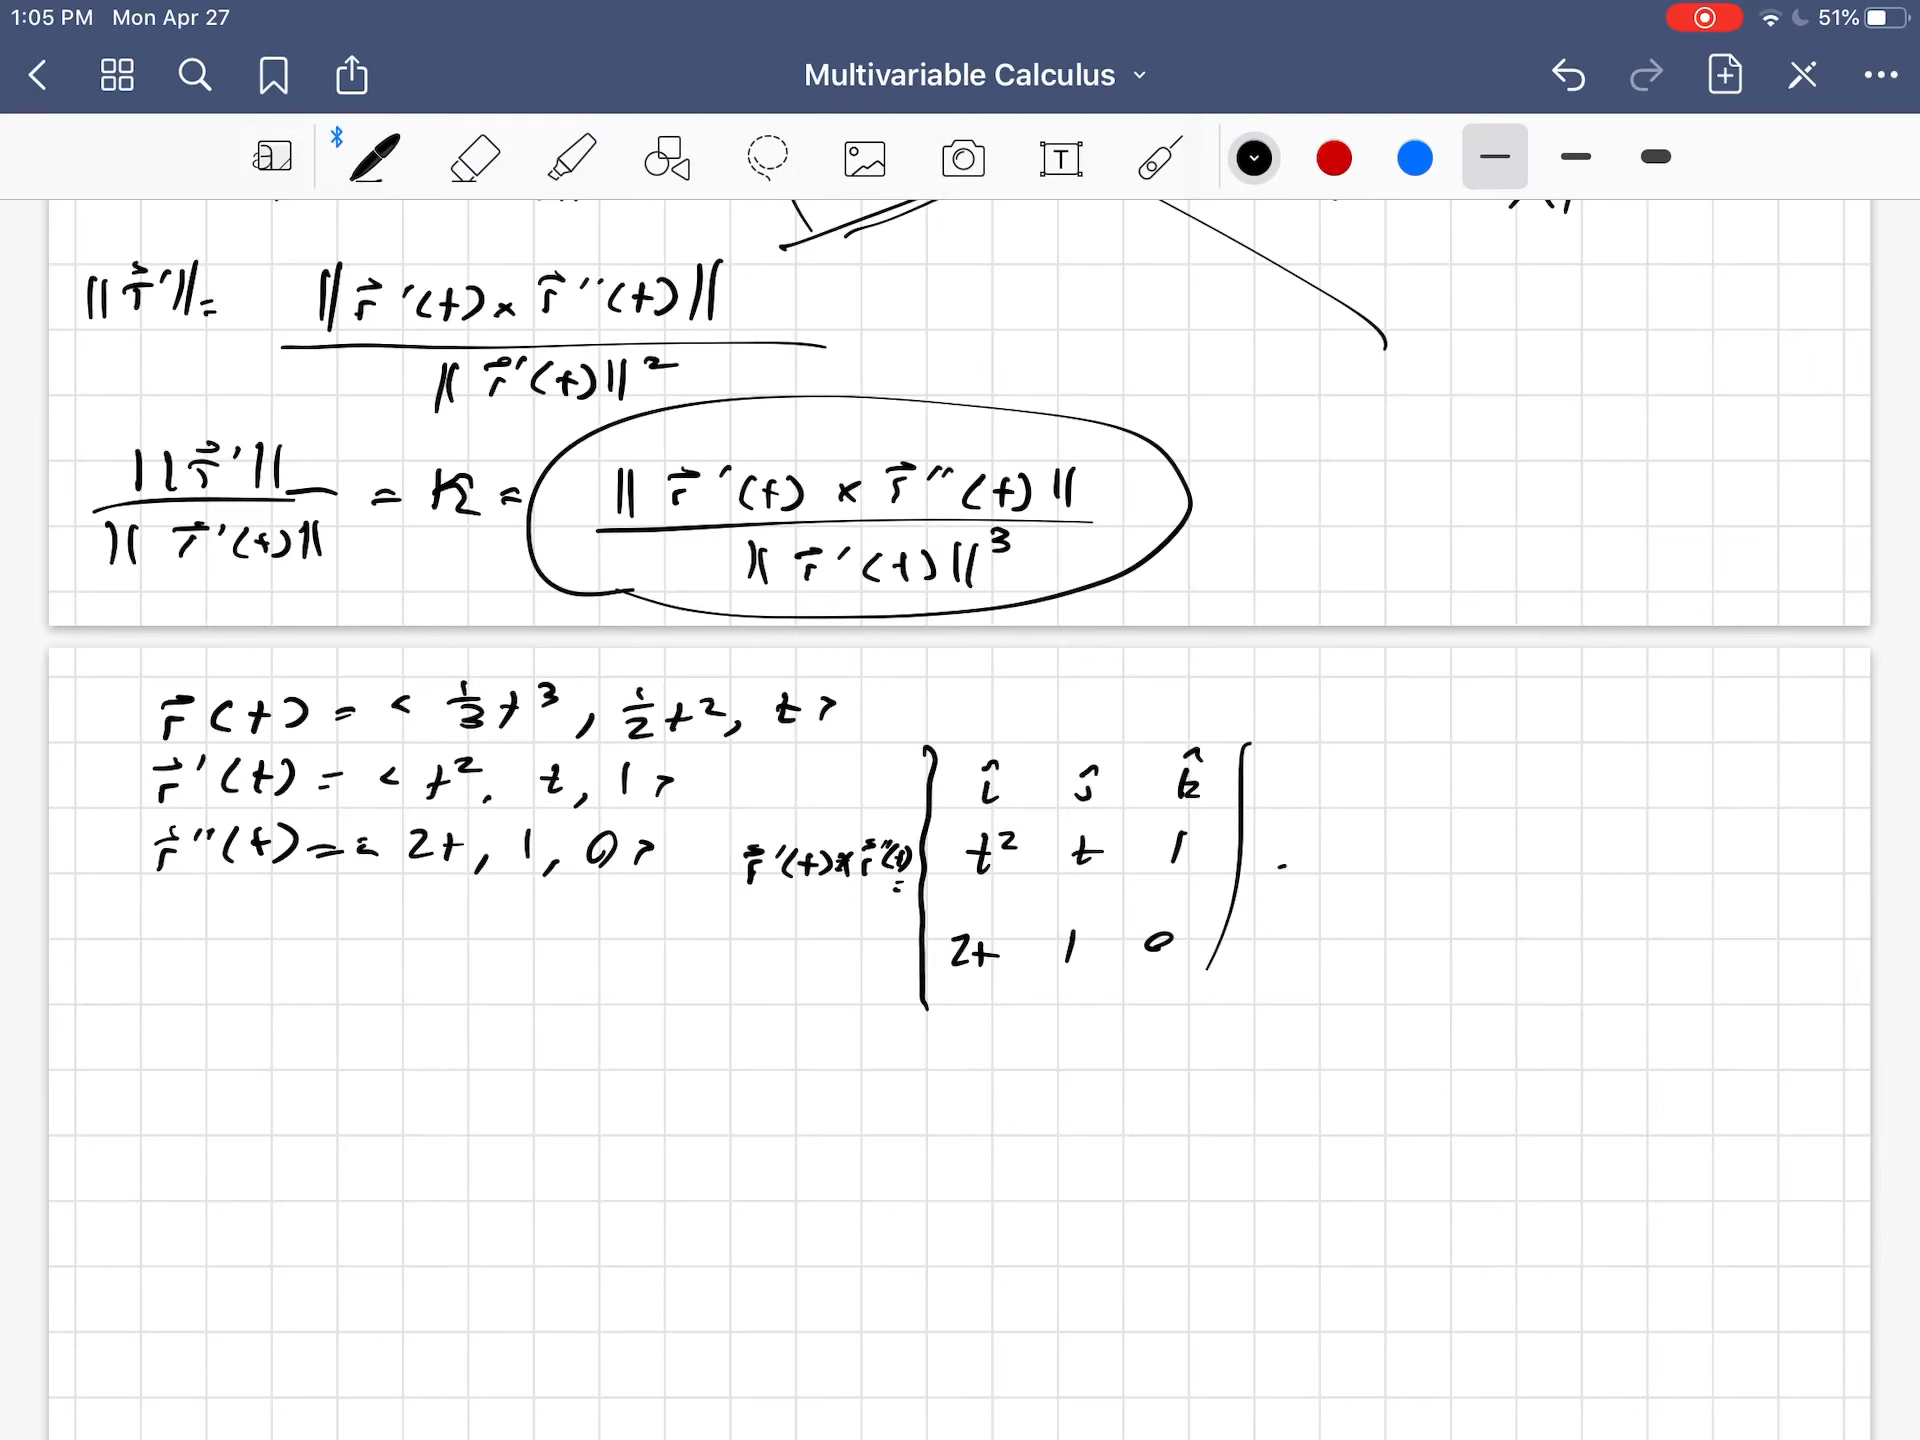 1:05 PM Mon Apr 27
51%
Multivariable Calculus
T
||T⃗'|| = ||r⃗'(t) × r⃗''(t)|| / ||r⃗'(t)||²
||T⃗'|| / ||r⃗'(t)|| = K = ||r⃗'(t) × r⃗''(t)|| / ||r⃗'(t)||³
r⃗(t) = < 1/3 t³, 1/2 t², t >
r⃗'(t) = < t², t, 1 >
r⃗''(t) = < 2t, 1, 0 >
r⃗'(t) × r⃗''(t) =
î ĵ k̂
t² t 1
2t 1 0